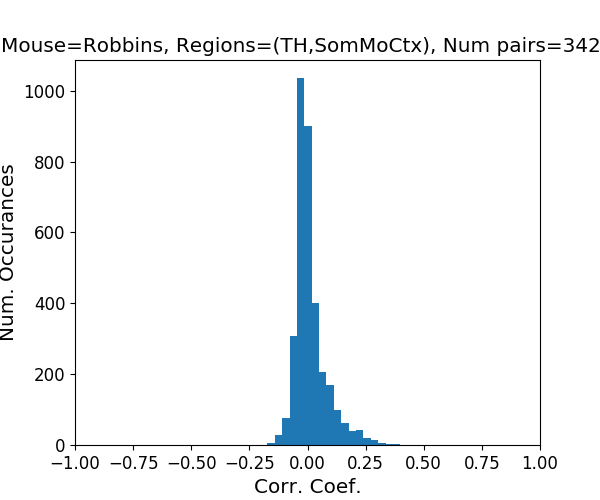 Mouse=Robbins, Regions=(TH,SomMoCtx), Num pairs=342
1000
800
600
400
200
0
Num. Occurances
−1.00 −0.75 −0.50 −0.25 0.00 0.25 0.50 0.75 1.00
Corr. Coef.